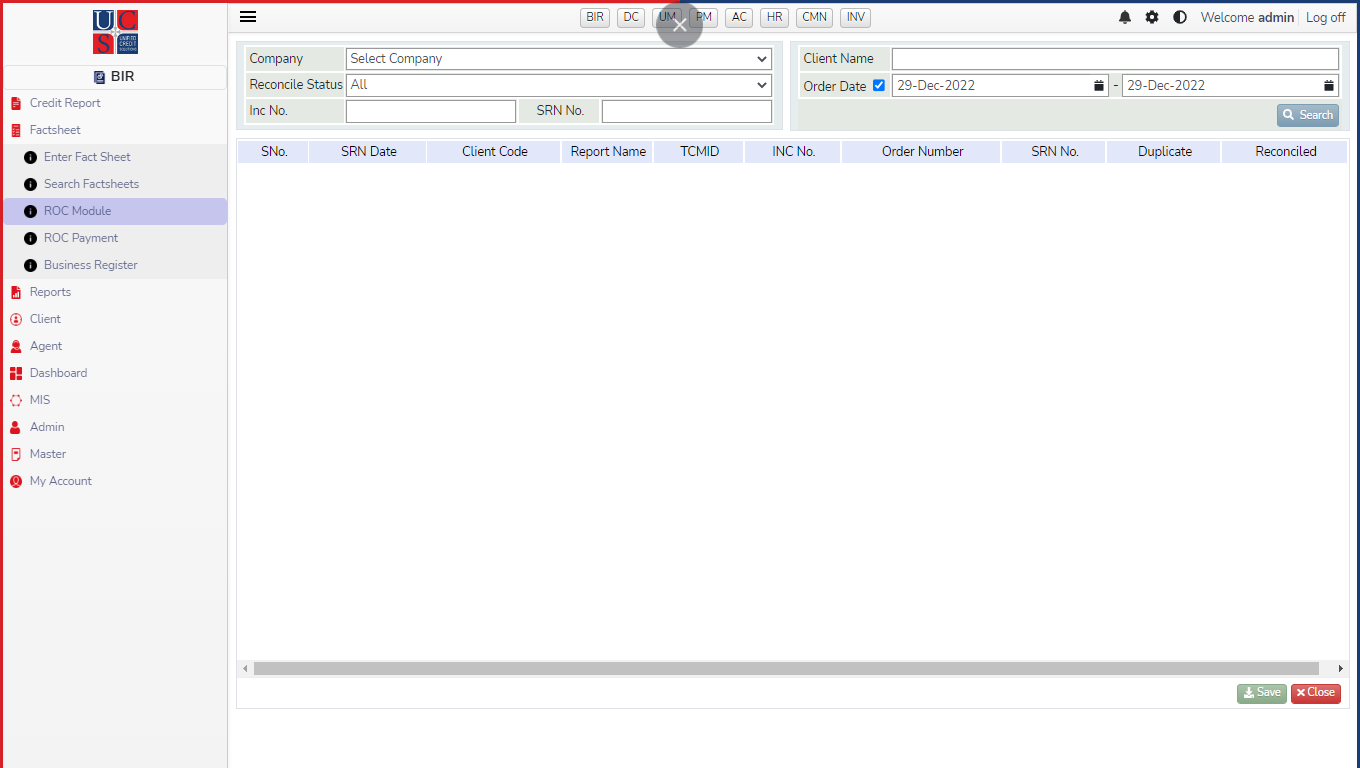 UC
S UNIFTD CREDIT SOLUTIONS
BIR DC UM PM AC HR CMN INV
Welcome admin Log off
BIR
Credit Report
Factsheet
Enter Fact Sheet
Search Factsheets
ROC Module
ROC Payment
Business Register
Reports
Client
Agent
Dashboard
MIS
Admin
Master
My Account
Company Select Company
Reconcile Status All
Inc No. SRN No.
Client Name
Order Date 29-Dec-2022 - 29-Dec-2022
Search
SNo. SRN Date Client Code Report Name TCMID INC No. Order Number SRN No. Duplicate Reconciled
Save Close